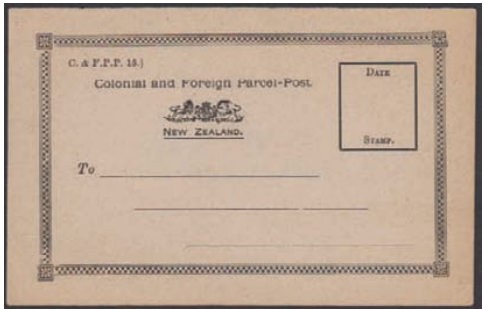 C. & F.P.P. 15.)
Colonial and Foreign Parcel-Post.
NEW ZEALAND.
DATE
STAMP.
To